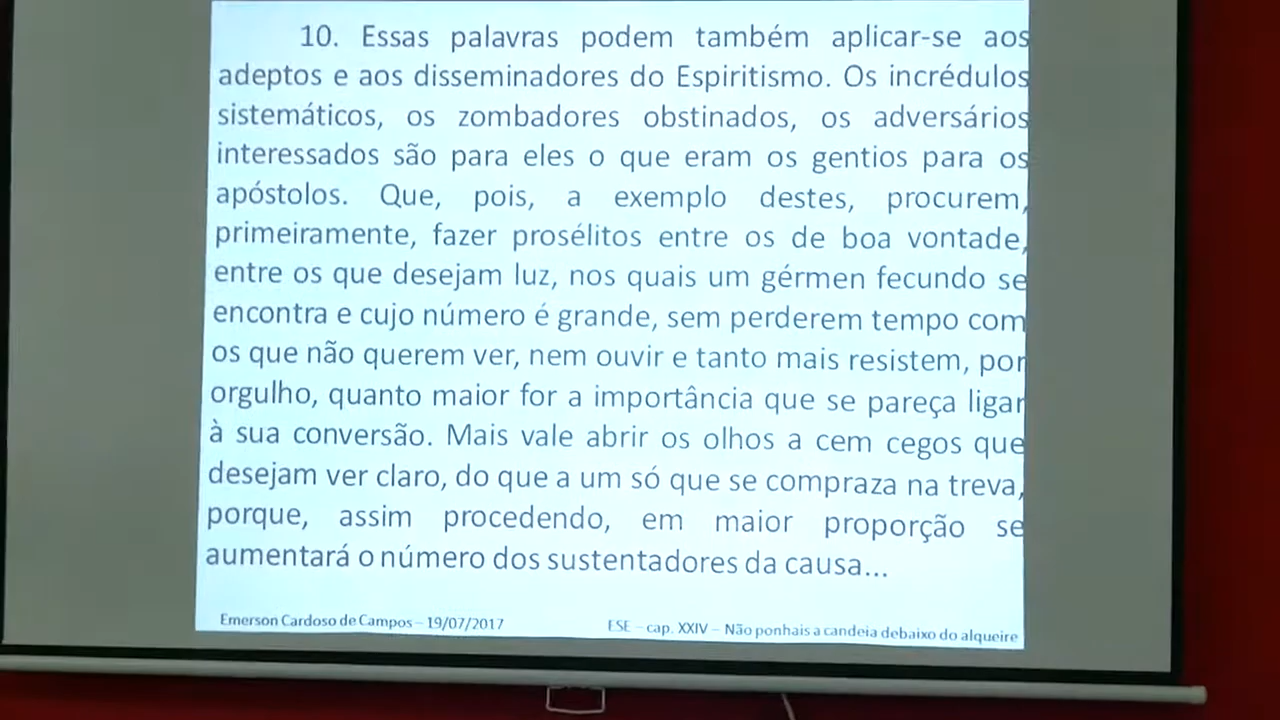 10. Essas palavras podem também aplicar-se aos
adeptos e aos disseminadores do Espiritismo. Os incrédulos
sistemáticos, os zombadores obstinados, os adversários
interessados são para eles o que eram os gentios para os
apóstolos. Que, pois, a exemplo destes, procurem,
primeiramente, fazer prosélitos entre os de boa vontade,
entre os que desejam luz, nos quais um gérmen fecundo se
encontra e cujo número é grande, sem perderem tempo com
os que não querem ver, nem ouvir e tanto mais resistem, por
orgulho, quanto maior for a importância que se pareça ligar
à sua conversão. Mais vale abrir os olhos a cem cegos que
desejam ver claro, do que a um só que se compraza na treva,
porque, assim procedendo, em maior proporção se
aumentará o número dos sustentadores da causa...
Emerson Cardoso de Campos – 19/07/2017
ESE – cap. XXIV – Não ponhais a candeia debaixo do alqueire